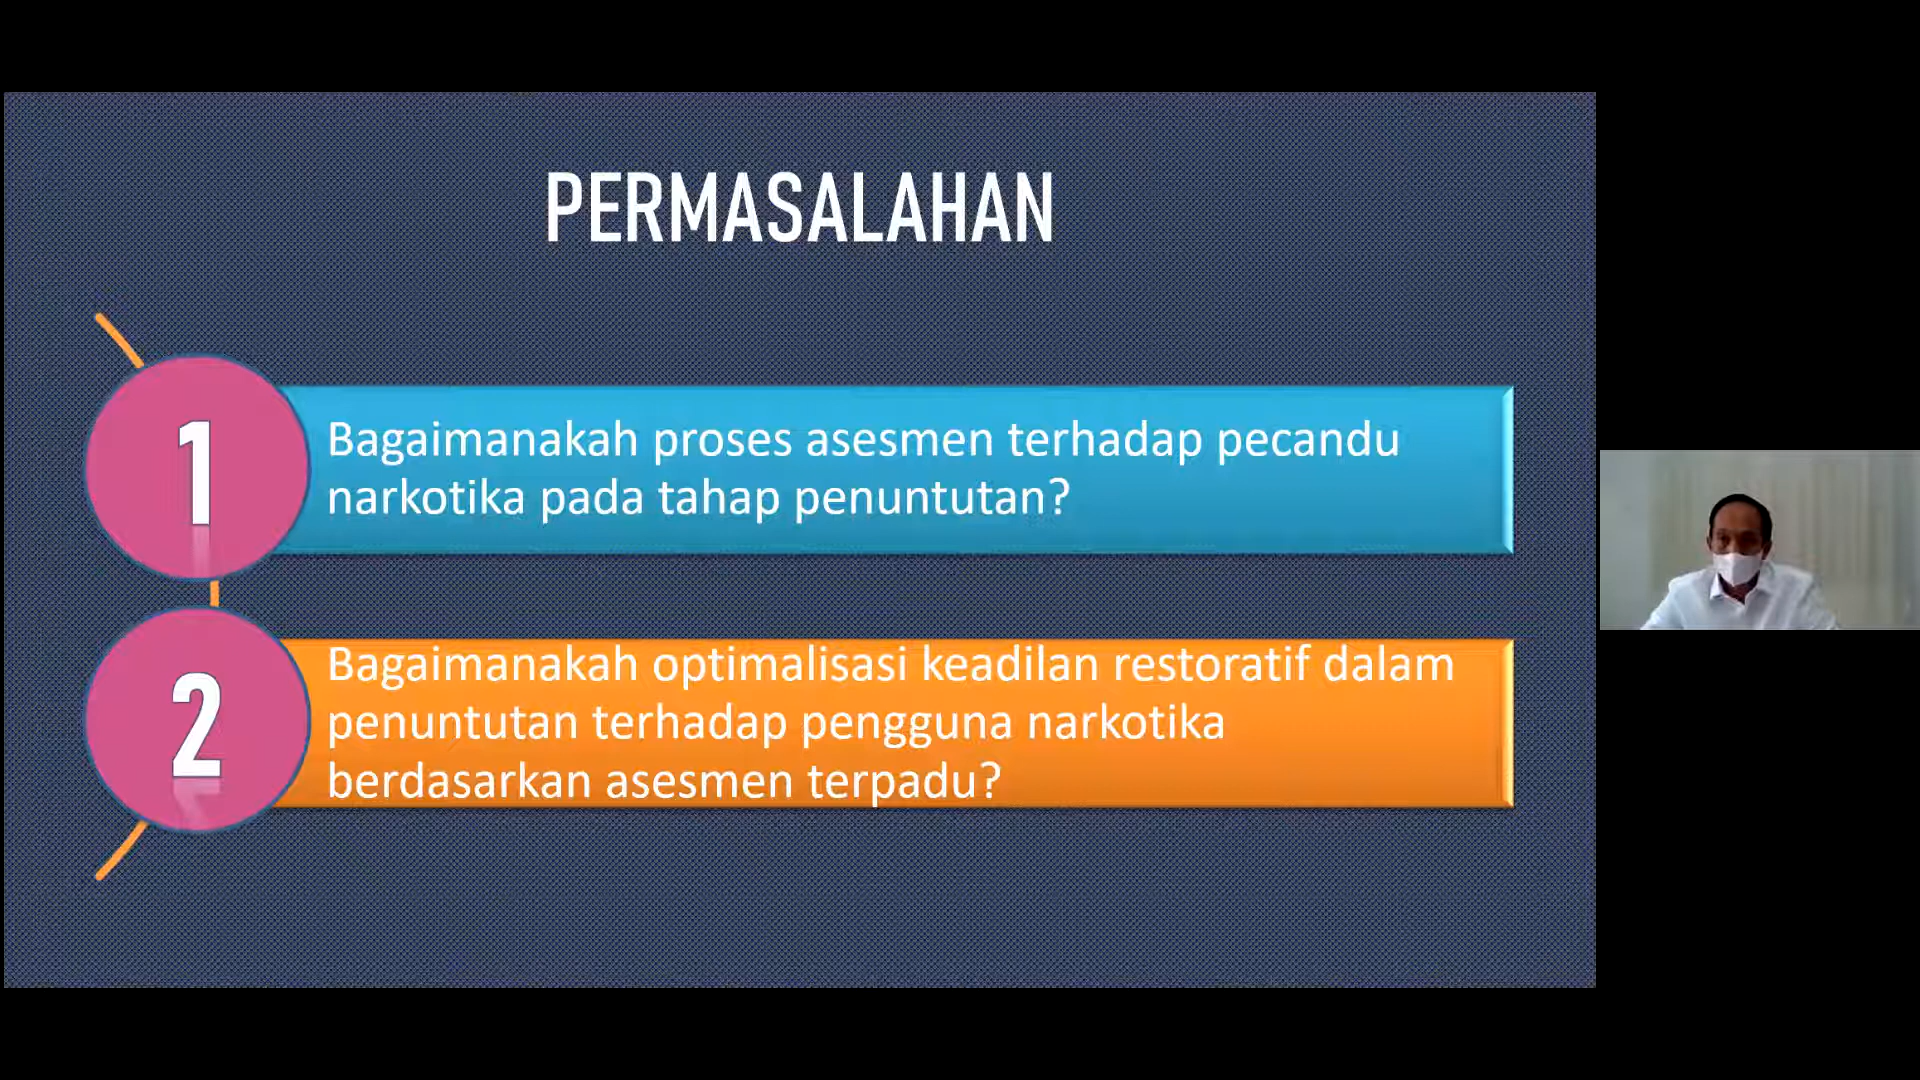 PERMASALAHAN
1
Bagaimanakah proses asesmen terhadap pecandu
narkotika pada tahap penuntutan?
2
Bagaimanakah optimalisasi keadilan restoratif dalam
penuntutan terhadap pengguna narkotika
berdasarkan asesmen terpadu?